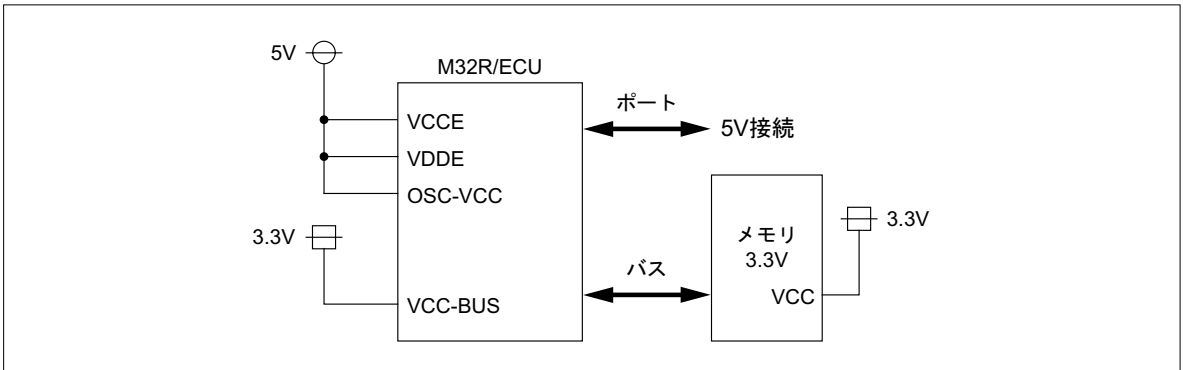 5V
M32R/ECU
VCCE
VDDE
OSC-VCC
3.3V
VCC-BUS
ポート
5V接続
バス
メモリ
3.3V
VCC
3.3V